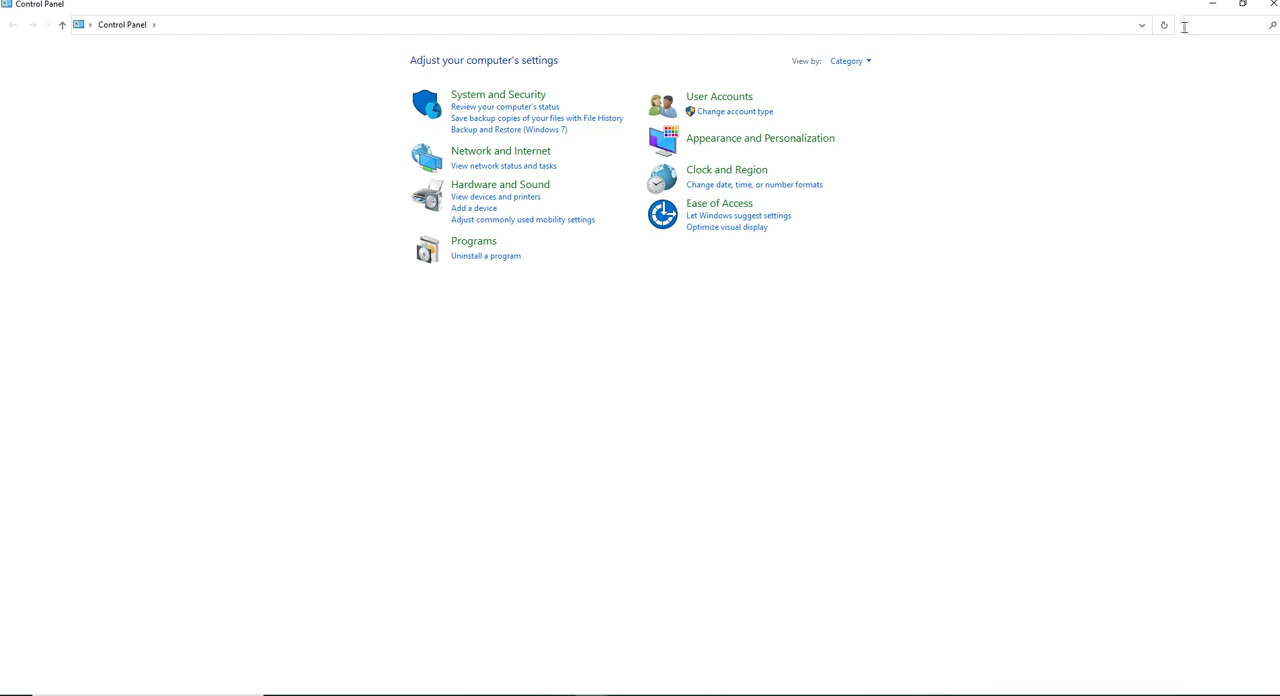 Control Panel
Control Panel
Adjust your computer's settings
View by: Category
System and Security
Review your computer's status
Save backup copies of your files with File History
Backup and Restore (Windows 7)
Network and Internet
View network status and tasks
Hardware and Sound
View devices and printers
Add a device
Adjust commonly used mobility settings
Programs
Uninstall a program
User Accounts
Change account type
Appearance and Personalization
Clock and Region
Change date, time, or number formats
Ease of Access
Let Windows suggest settings
Optimize visual display